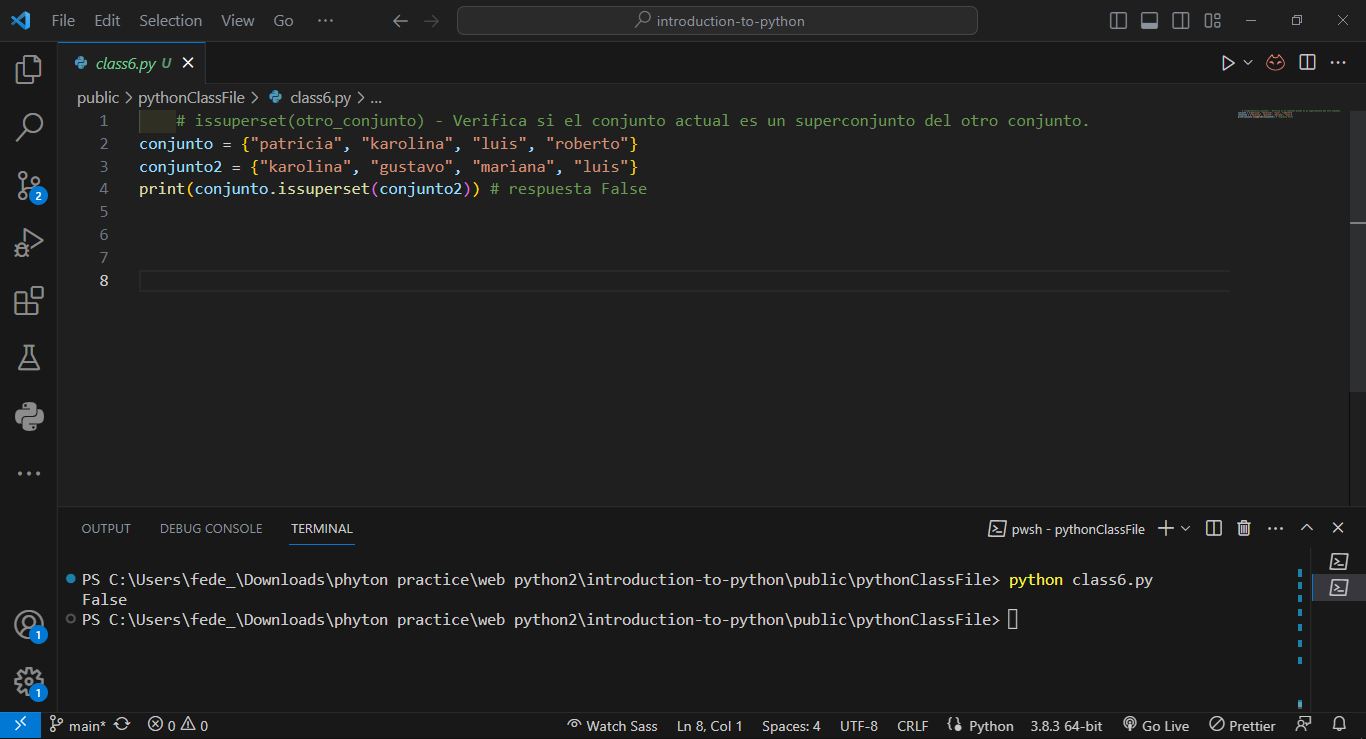 File Edit Selection View Go ···
introduction-to-python
class6.py U
public > pythonClassFile > class6.py > ...
1 # issuperset(otro_conjunto) - Verifica si el conjunto actual es un superconjunto del otro conjunto.
2 conjunto = {"patricia", "karolina", "luis", "roberto"}
3 conjunto2 = {"karolina", "gustavo", "mariana", "luis"}
4 print(conjunto.issuperset(conjunto2)) # respuesta False
5
6
7
8
2
OUTPUT DEBUG CONSOLE TERMINAL
pwsh - pythonClassFile
PS C:\Users\fede_\Downloads\phyton practice\web python2\introduction-to-python\public\pythonClassFile> python class6.py
False
PS C:\Users\fede_\Downloads\phyton practice\web python2\introduction-to-python\public\pythonClassFile>
1
1
main* 0 0 Watch Sass Ln 8, Col 1 Spaces: 4 UTF-8 CRLF Python 3.8.3 64-bit Go Live Prettier